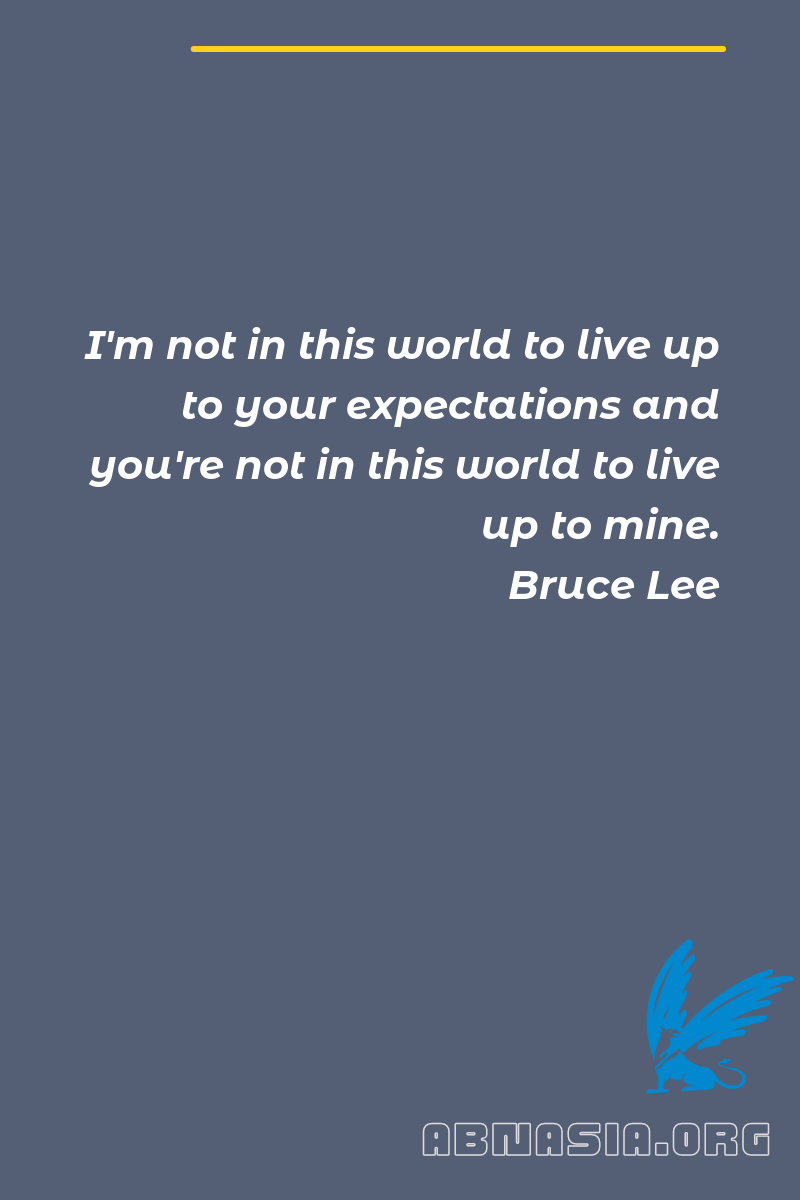 I'm not in this world to live up
to your expectations and
you're not in this world to live
up to mine.
Bruce Lee
ABNASIA.ORG